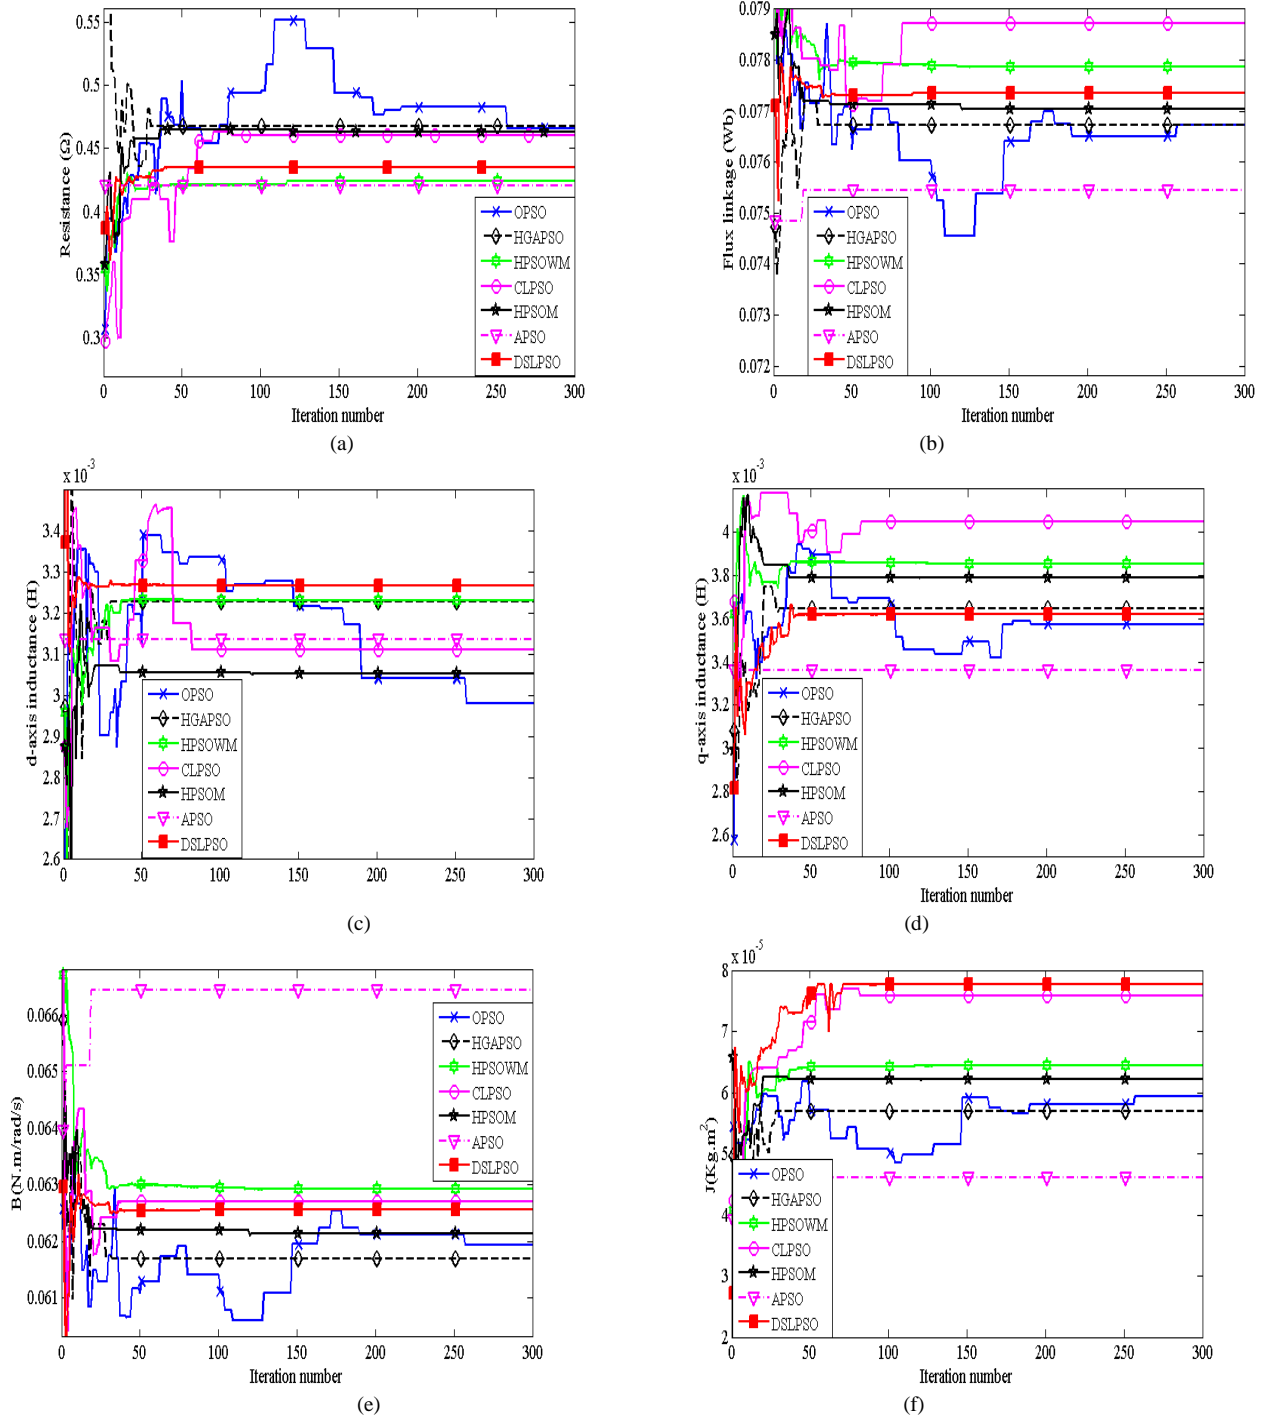 0.55
0.5
0.45
0.4
0.35
0.3
Resistance (Ω)
OPSO
HGAPSO
HPSOWM
CLPSO
HPSOM
APSO
DSLPSO
0 50 100 150 200 250 300
Iteration number
(a)
0.079
0.078
0.077
0.076
0.075
0.074
0.073
0.072
Flux linkage (Wb)
OPSO
HGAPSO
HPSOWM
CLPSO
HPSOM
APSO
DSLPSO
0 50 100 150 200 250 300
Iteration number
(b)
x 10-3
3.4
3.3
3.2
3.1
3
2.9
2.8
2.7
2.6
d-axis inductance (H)
OPSO
HGAPSO
HPSOWM
CLPSO
HPSOM
APSO
DSLPSO
0 50 100 150 200 250 300
Iteration number
(c)
x 10-3
4
3.8
3.6
3.4
3.2
3
2.8
2.6
q-axis inductance (H)
OPSO
HGAPSO
HPSOWM
CLPSO
HPSOM
APSO
DSLPSO
0 50 100 150 200 250 300
Iteration number
(d)
0.066
0.065
0.064
0.063
0.062
0.061
B(N.m/rad/s)
OPSO
HGAPSO
HPSOWM
CLPSO
HPSOM
APSO
DSLPSO
0 50 100 150 200 250 300
Iteration number
(e)
x 10-5
8
7
6
5
4
3
2
J(Kg.m2)
OPSO
HGAPSO
HPSOWM
CLPSO
HPSOM
APSO
DSLPSO
0 50 100 150 200 250 300
Iteration number
(f)